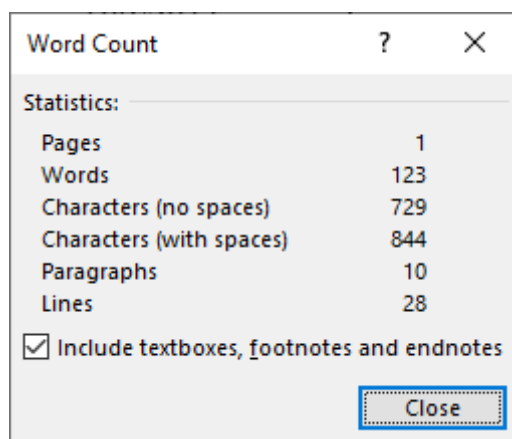 Word Count ? ×
Statistics:
Pages 1
Words 123
Characters (no spaces) 729
Characters (with spaces) 844
Paragraphs 10
Lines 28
Include textboxes, footnotes and endnotes
Close